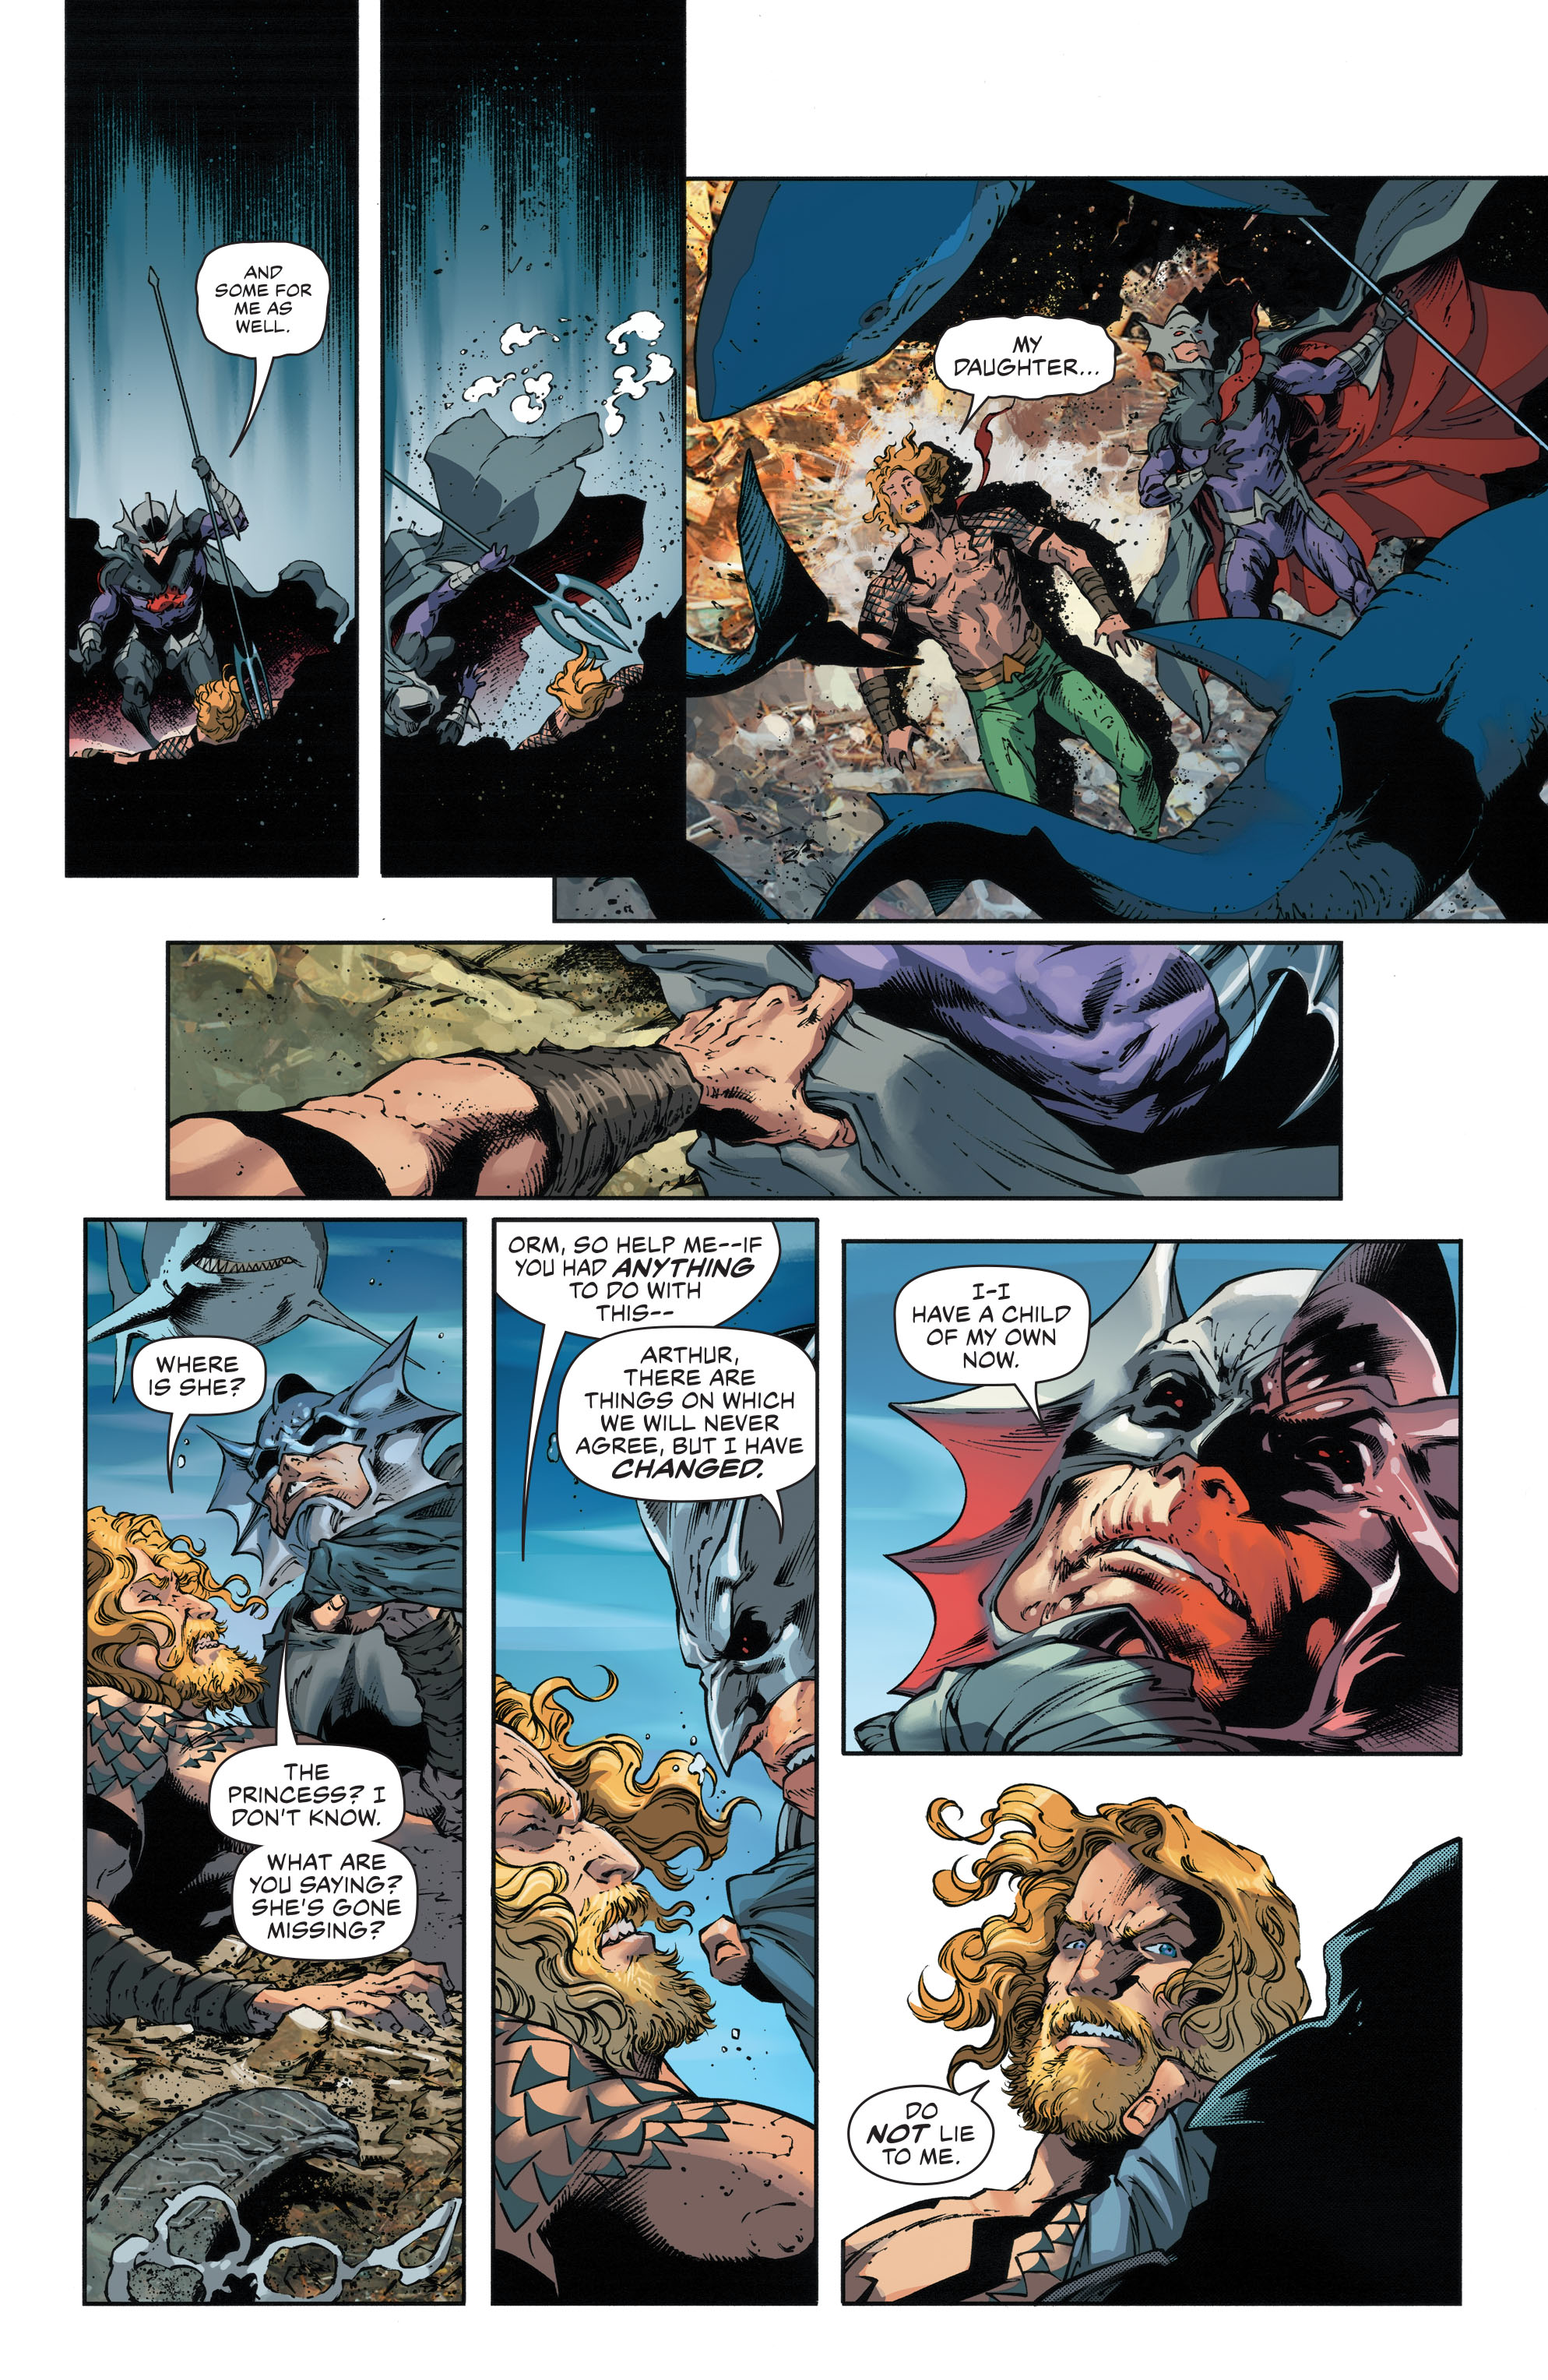 AND
SOME FOR
ME AS
WELL.
MY
DAUGHTER...
WHERE
IS SHE?
THE
PRINCESS? I
DON'T KNOW.
WHAT ARE
YOU SAYING?
SHE'S GONE
MISSING?
ORM, SO HELP ME--IF
YOU HAD ANYTHING
TO DO WITH
THIS--
ARTHUR,
THERE ARE
THINGS ON WHICH
WE WILL NEVER
AGREE, BUT I HAVE
CHANGED.
I-I
HAVE A CHILD
OF MY OWN
NOW.
DO
NOT LIE
TO ME.